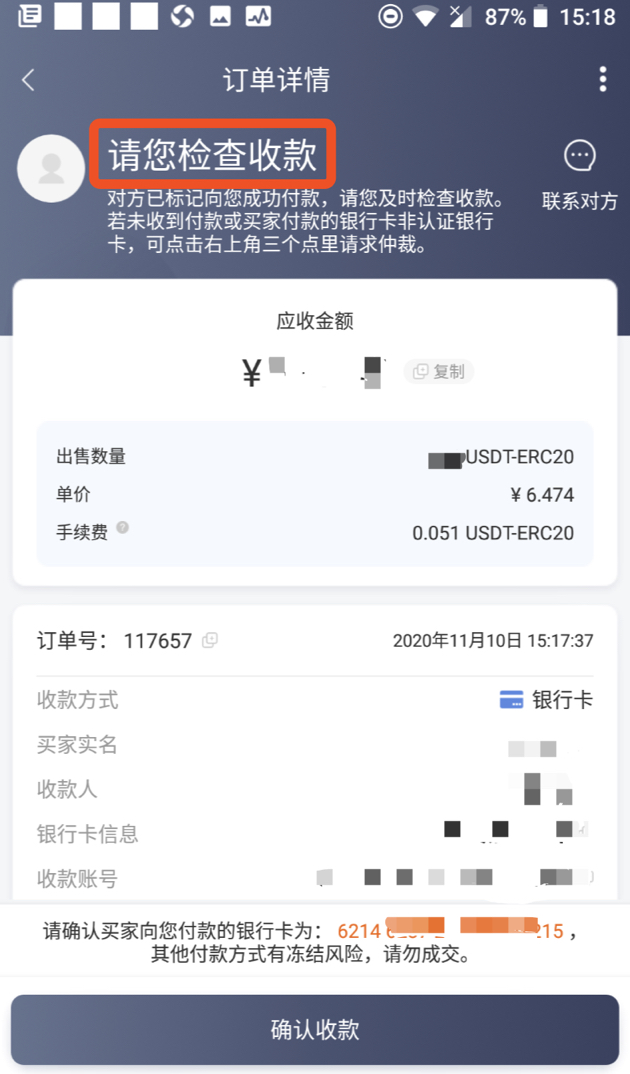 87% 15:18
订单详情
请您检查收款
对方已标记向您成功付款，请您及时检查收款。
若未收到付款或买家付款的银行卡非认证银行
卡，可点击右上角三个点里请求仲裁。
联系对方
应收金额
¥
复制
出售数量 USDT-ERC20
单价 ¥ 6.474
手续费 ? 0.051 USDT-ERC20
订单号： 117657 2020年11月10日 15:17:37
收款方式 银行卡
买家实名
收款人
银行卡信息
收款账号
请确认买家向您付款的银行卡为： 6214 215，
其他付款方式有冻结风险，请勿成交。
确认收款